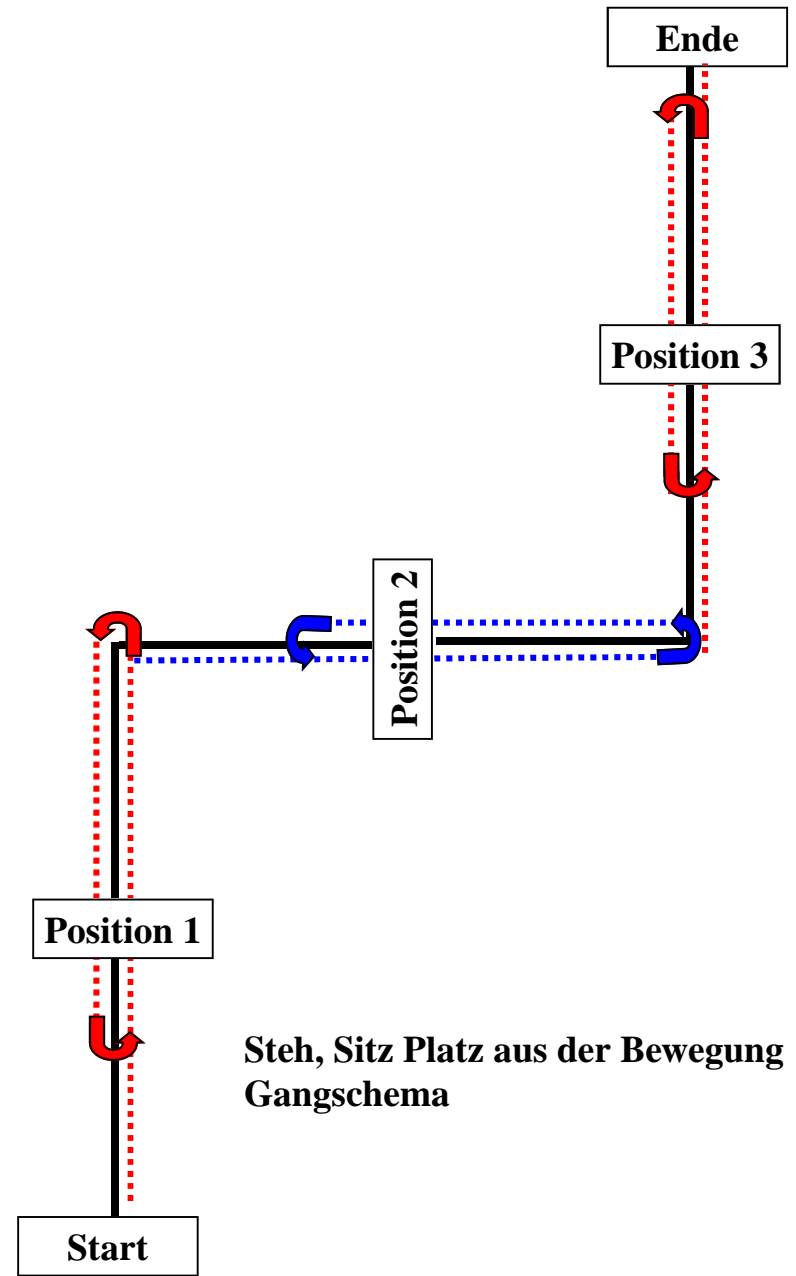 Ende
Position 3
Position 2
Position 1
Steh, Sitz Platz aus der Bewegung
Gangschema
Start